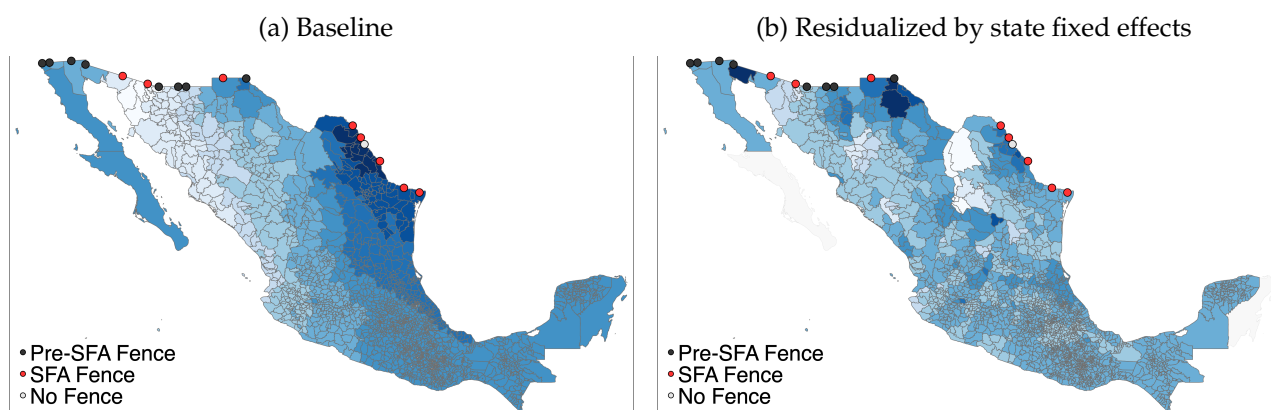 (a) Baseline
(b) Residualized by state fixed effects
Pre-SFA Fence
SFA Fence
No Fence
Pre-SFA Fence
SFA Fence
No Fence